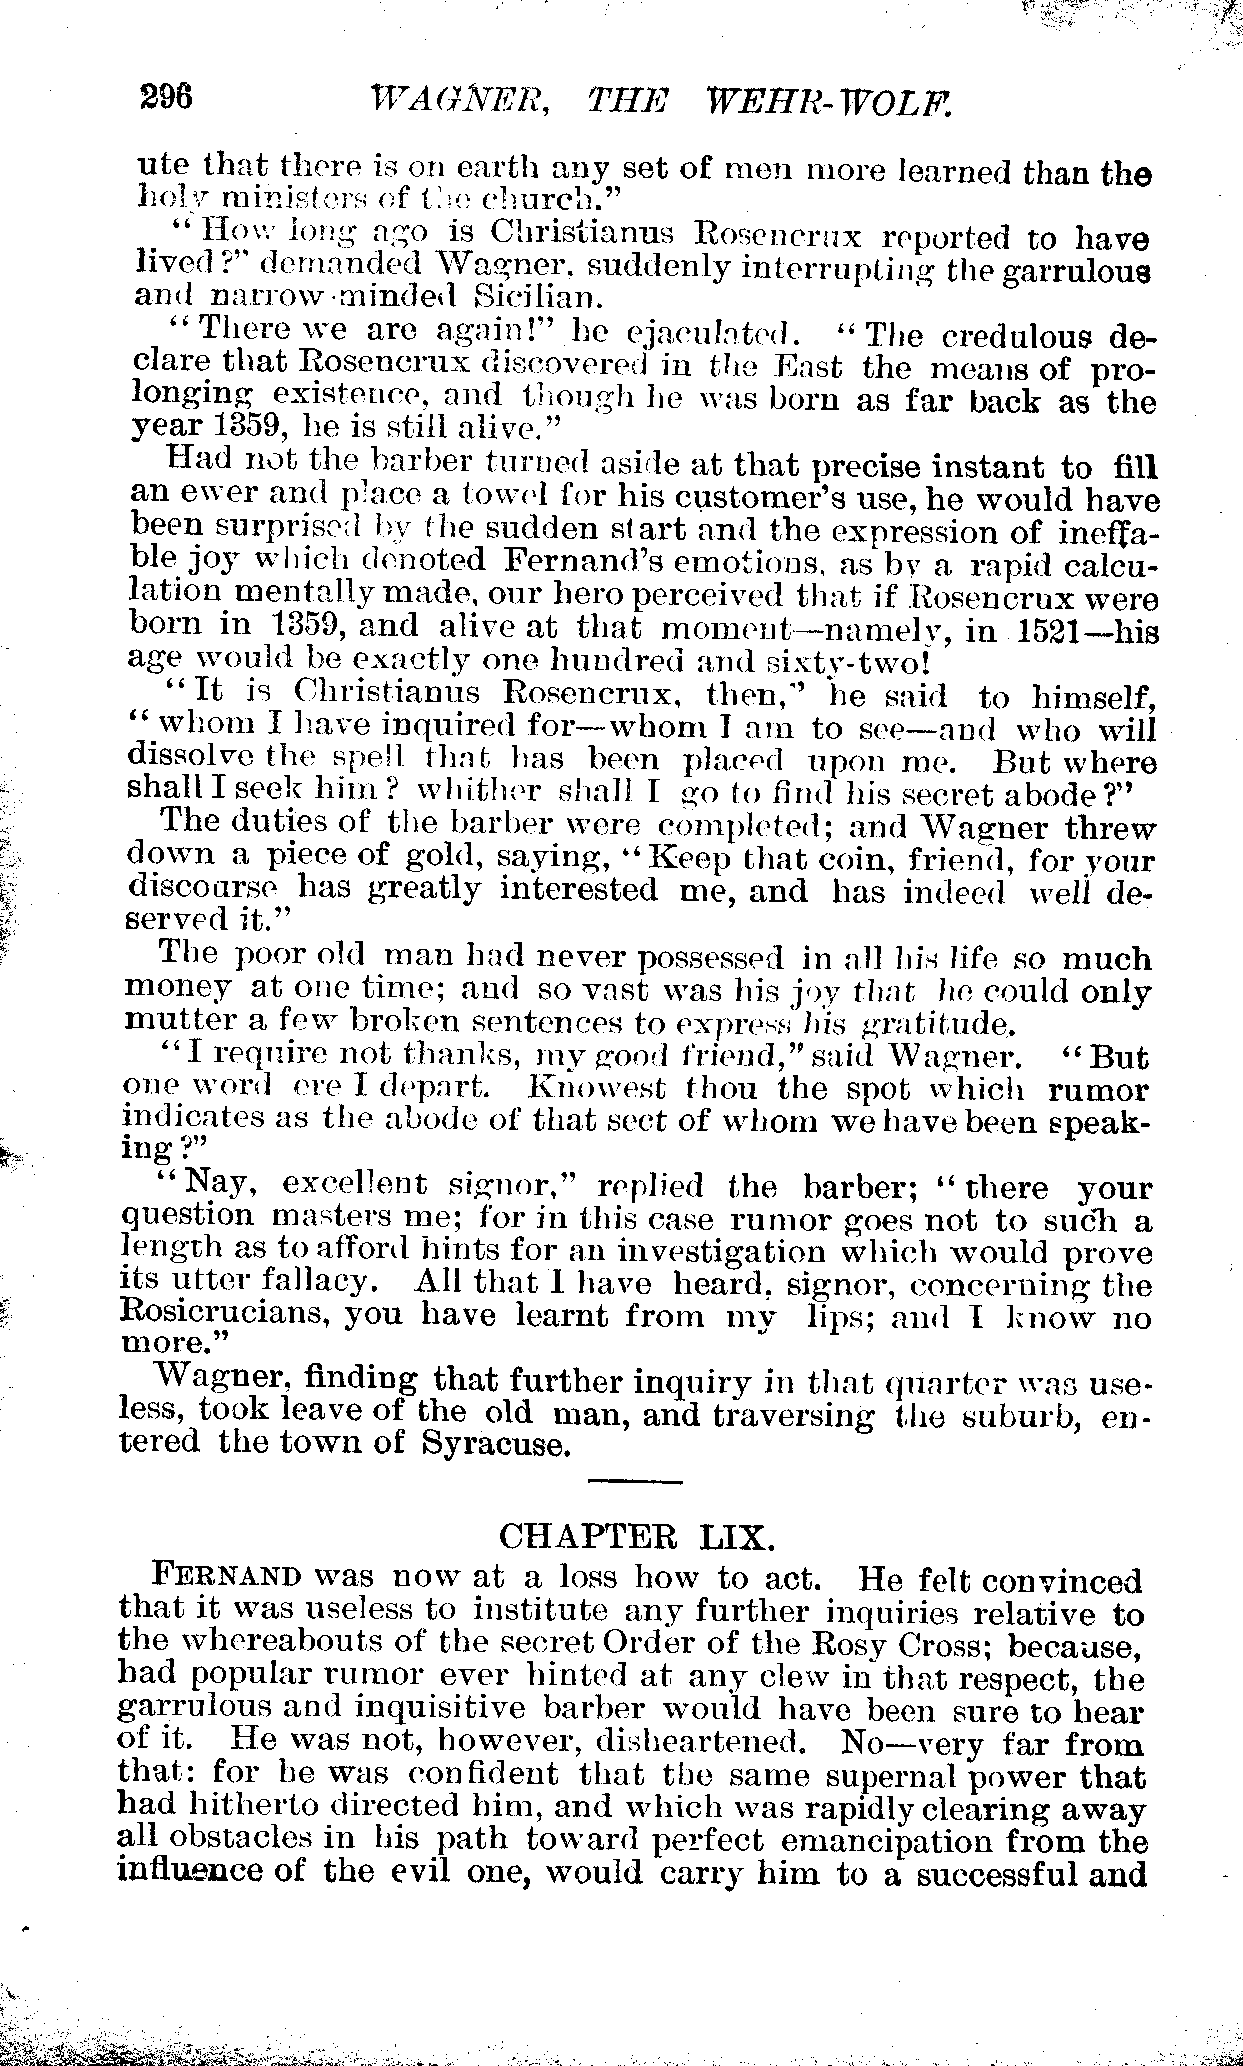 296 WAGNER, THE WEHR-WOLF.
ute that there is on earth any set of men more learned than the
holy ministers of the church."
"How long ago is Christianus Rosencrux reported to have
lived?" demanded Wagner, suddenly interrupting the garrulous
and narrow-minded Sicilian.
"There we are again!" he ejaculated. "The credulous de-
clare that Rosencrux discovered in the East the means of pro-
longing existence, and though he was born as far back as the
year 1359, he is still alive."
Had not the barber turned aside at that precise instant to fill
an ewer and place a towel for his customer's use, he would have
been surprised by the sudden start and the expression of ineffa-
ble joy which denoted Fernand's emotions, as by a rapid calcu-
lation mentally made, our hero perceived that if Rosencrux were
born in 1359, and alive at that moment—namely, in 1521—his
age would be exactly one hundred and sixty-two!
"It is Christianus Rosencrux, then," he said to himself,
"whom I have inquired for—whom I am to see—and who will
dissolve the spell that has been placed upon me. But where
shall I seek him? whither shall I go to find his secret abode?"
The duties of the barber were completed; and Wagner threw
down a piece of gold, saying, "Keep that coin, friend, for your
discourse has greatly interested me, and has indeed well de-
served it."
The poor old man had never possessed in all his life so much
money at one time; and so vast was his joy that he could only
mutter a few broken sentences to express his gratitude.
"I require not thanks, my good friend," said Wagner. "But
one word ere I depart. Knowest thou the spot which rumor
indicates as the abode of that sect of whom we have been speak-
ing?"
"Nay, excellent signor," replied the barber; "there your
question masters me; for in this case rumor goes not to such a
length as to afford hints for an investigation which would prove
its utter fallacy. All that I have heard, signor, concerning the
Rosicrucians, you have learnt from my lips; and I know no
more."
Wagner, finding that further inquiry in that quarter was use-
less, took leave of the old man, and traversing the suburb, en-
tered the town of Syracuse.
CHAPTER LIX.
FERNAND was now at a loss how to act. He felt convinced
that it was useless to institute any further inquiries relative to
the whereabouts of the secret Order of the Rosy Cross; because,
had popular rumor ever hinted at any clew in that respect, the
garrulous and inquisitive barber would have been sure to hear
of it. He was not, however, disheartened. No—very far from
that: for he was confident that the same supernal power that
had hitherto directed him, and which was rapidly clearing away
all obstacles in his path toward perfect emancipation from the
influence of the evil one, would carry him to a successful and